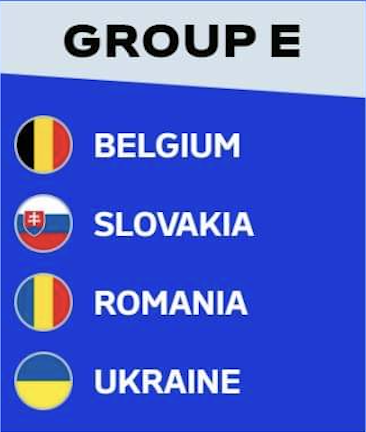 GROUP E
BELGIUM
SLOVAKIA
ROMANIA
UKRAINE